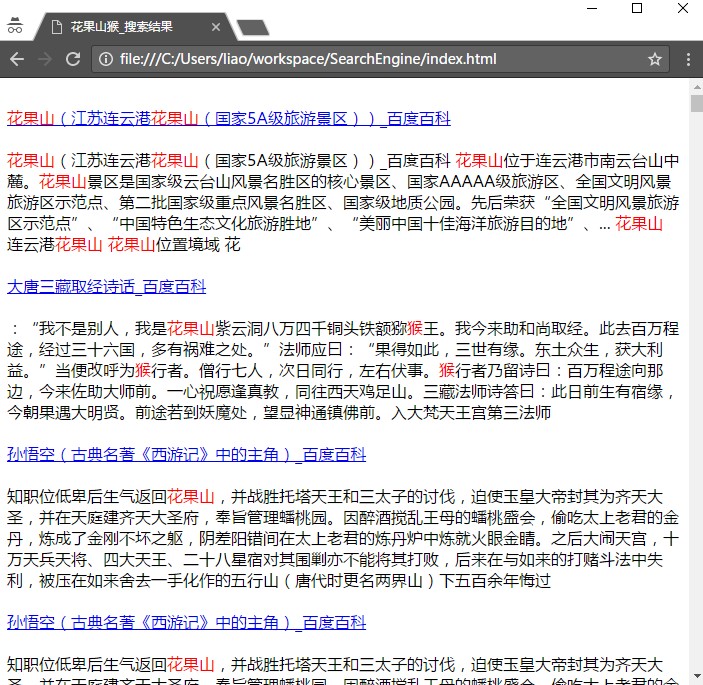 花果山猴_搜索结果
file:///C:/Users/liao/workspace/SearchEngine/index.html
花果山（江苏连云港花果山（国家5A级旅游景区））_百度百科
花果山（江苏连云港花果山（国家5A级旅游景区））_百度百科 花果山位于连云港市南云台山中
麓。花果山景区是国家级云台山风景名胜区的核心景区、国家AAAAA级旅游区、全国文明风景
旅游区示范点、第二批国家级重点风景名胜区、国家级地质公园。先后荣获“全国文明风景旅游
区示范点”、“中国特色生态文化旅游胜地”、“美丽中国十佳海洋旅游目的地”、... 花果山
连云港花果山 花果山位置境域 花
大唐三藏取经诗话_百度百科
：“我不是别人，我是花果山紫云洞八万四千铜头铁额猕猴王。我今来助和尚取经。此去百万程
途，经过三十六国，多有祸难之处。”法师应曰：“果得如此，三世有缘。东土众生，获大利
益。”当便改呼为猴行者。僧行七人，次日同行，左右伏事。猴行者乃留诗曰：百万程途向那
边，今来佐助大师前。一心祝愿逢真教，同往西天鸡足山。三藏法师诗答曰：此日前生有宿缘，
今朝果遇大明贤。前途若到妖魔处，望显神通镇佛前。入大梵天王宫第三法师
孙悟空（古典名著《西游记》中的主角）_百度百科
知职位低卑后生气返回花果山，并战胜托塔天王和三太子的讨伐，迫使玉皇大帝封其为齐天大
圣，并在天庭建齐天大圣府，奉旨管理蟠桃园。因醉酒搅乱王母的蟠桃盛会，偷吃太上老君的金
丹，炼成了金刚不坏之躯，阴差阳错间在太上老君的炼丹炉中炼就火眼金睛。之后大闹天宫，十
万天兵天将、四大天王、二十八星宿对其围剿亦不能将其打败，后来在与如来的打赌斗法中失
利，被压在如来舍去一手化作的五行山（唐代时更名两界山）下五百余年悔过
孙悟空（古典名著《西游记》中的主角）_百度百科
知职位低卑后生气返回花果山，并战胜托塔天王和三太子的讨伐，迫使玉皇大帝封其为齐天大
圣，并在天庭建齐天大圣府，奉旨管理蟠桃园。因醉酒搅乱王母的蟠桃盛会，偷吃太上老君的金